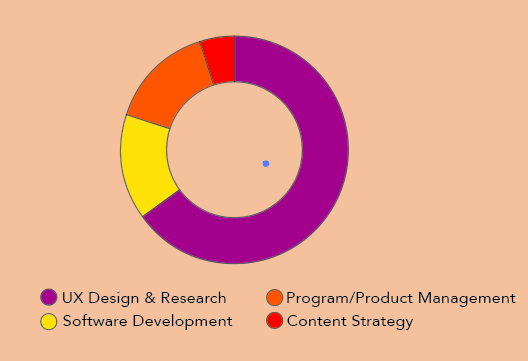 UX Design & Research
Program/Product Management
Software Development
Content Strategy